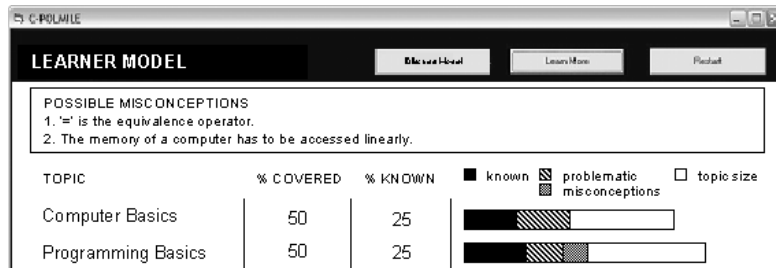 C-POLMILE
LEARNER MODEL
Learn More
Restart
POSSIBLE MISCONCEPTIONS
1. '=' is the equivalence operator.
2. The memory of a computer has to be accessed linearly.
TOPIC % COVERED % KNOWN known problematic topic size
misconceptions
Computer Basics 50 25
Programming Basics 50 25